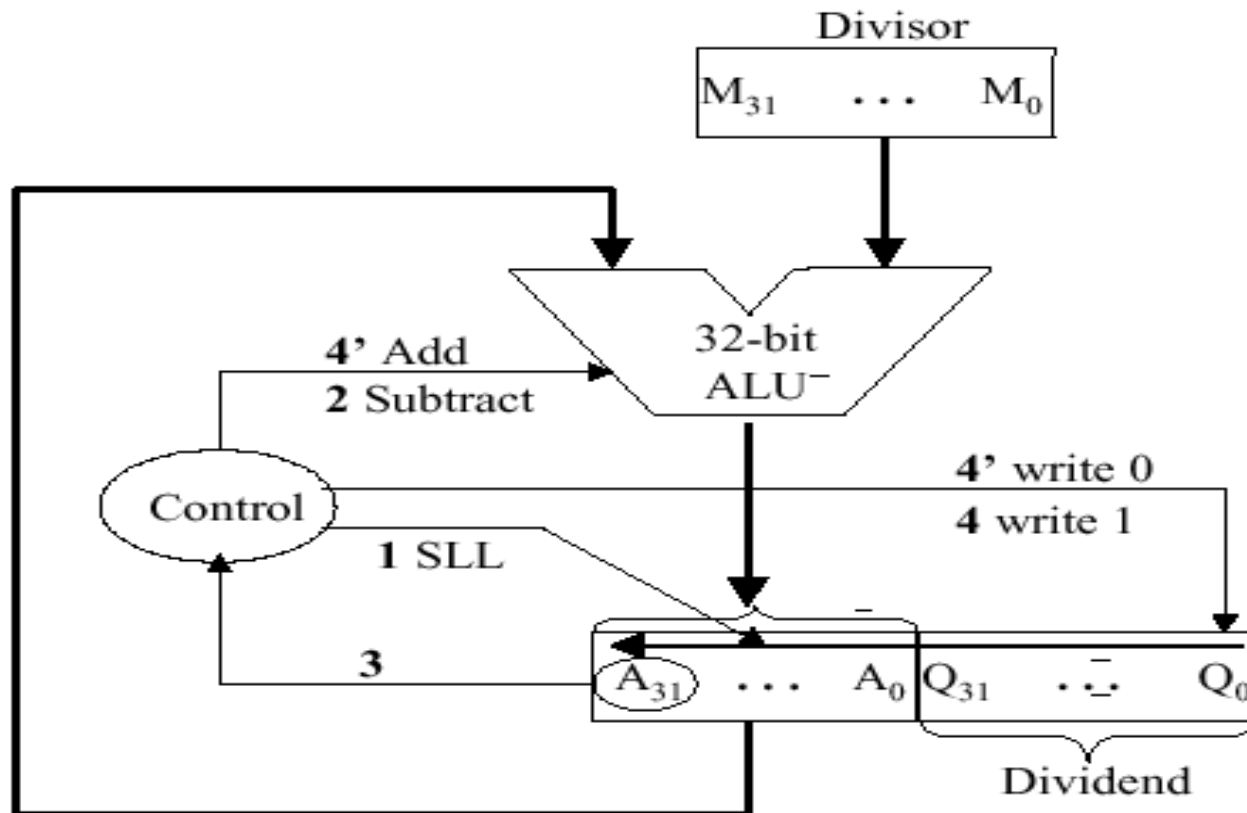 Divisor
M₃₁ ... M₀
32-bit
ALU
4’ Add
2 Subtract
Control
4’ write 0
4 write 1
1 SLL
3
A₃₁ ... A₀ Q₃₁ ... Q₀
Dividend